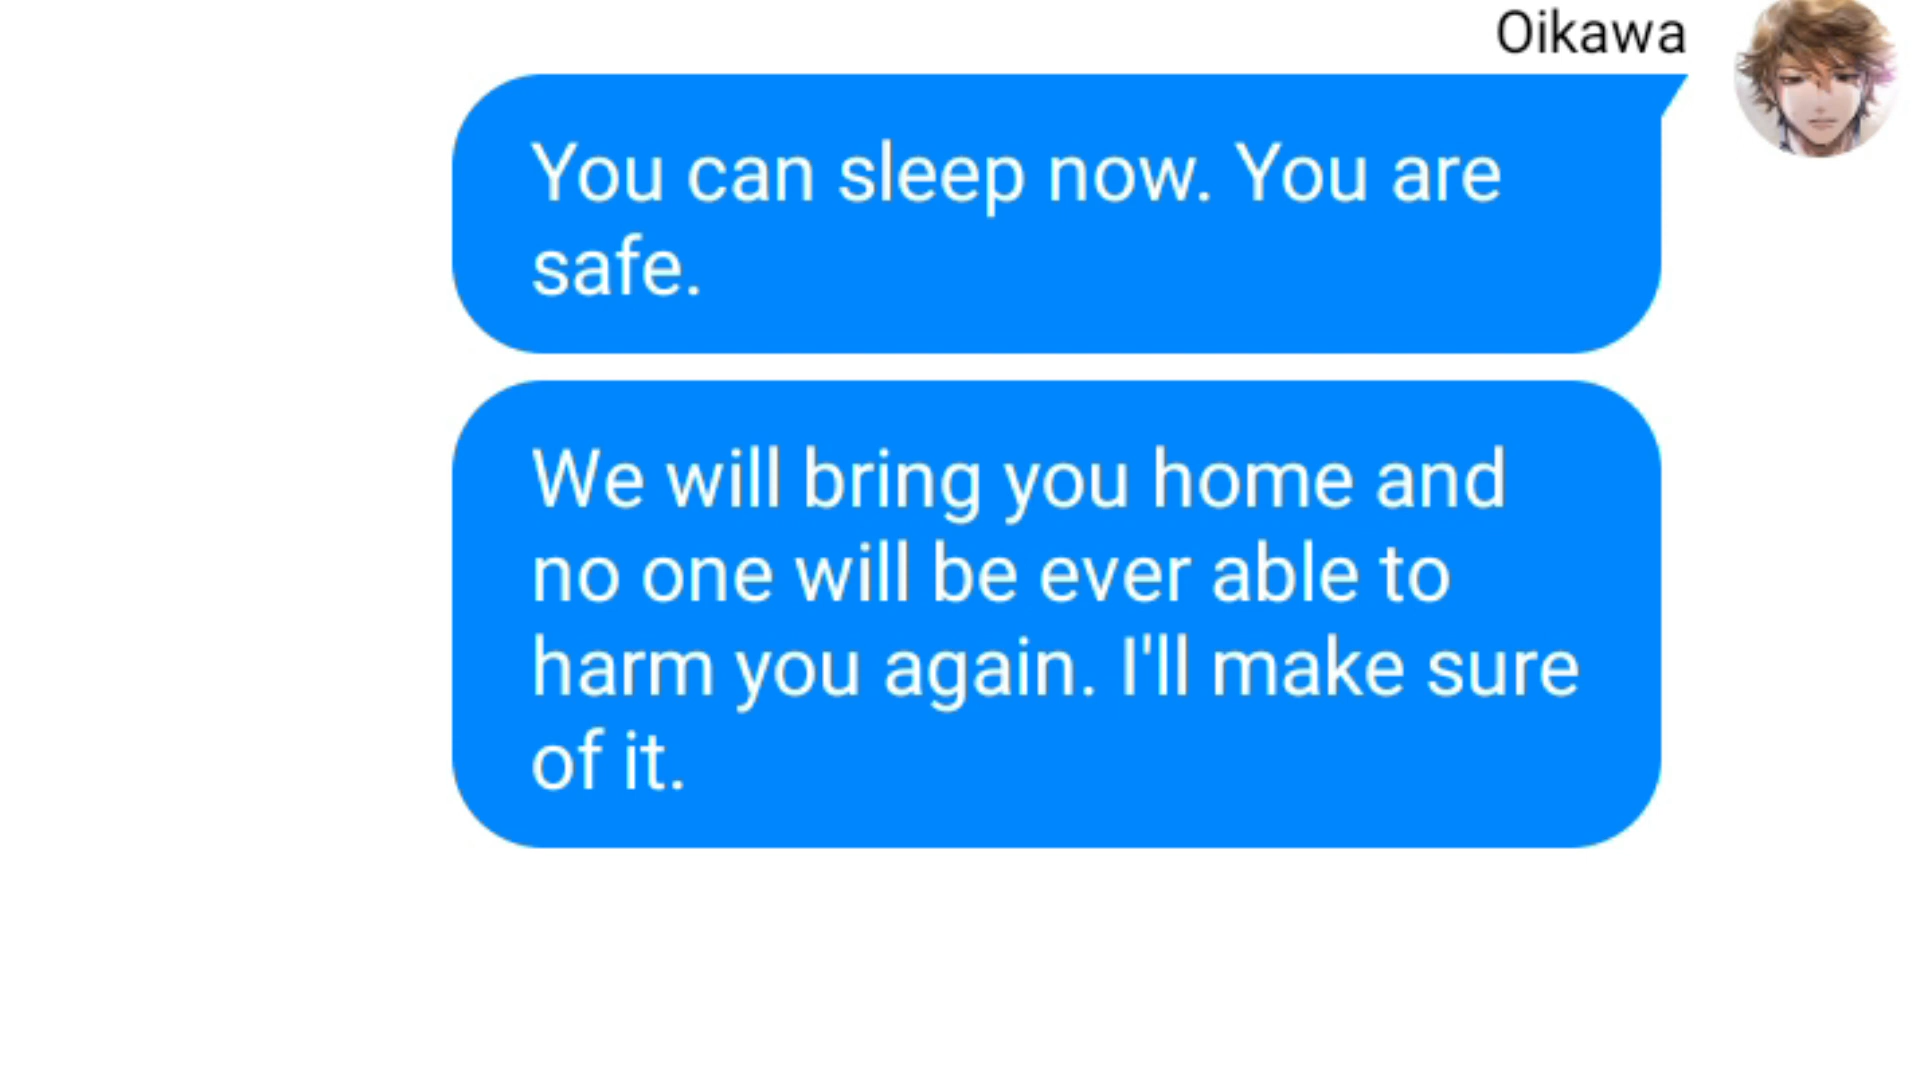 Oikawa
You can sleep now. You are
safe.
We will bring you home and
no one will be ever able to
harm you again. I'll make sure
of it.